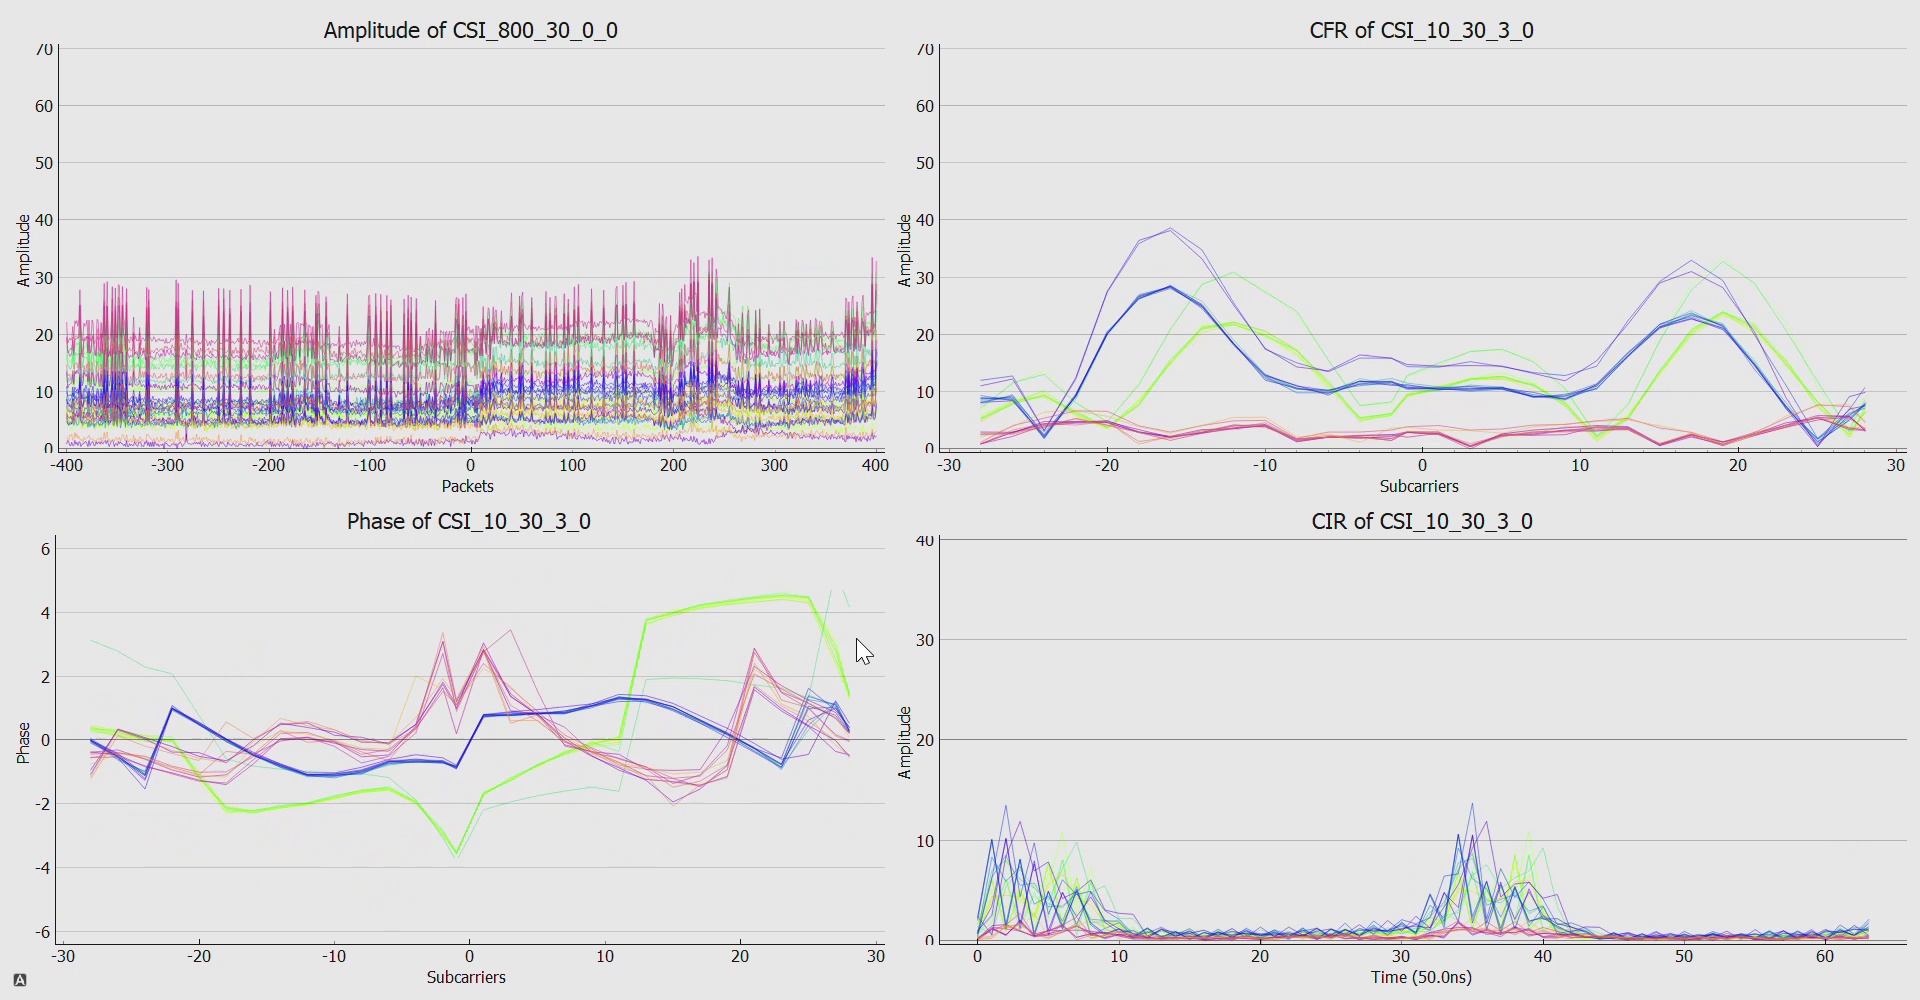 Amplitude of CSI_800_30_0_0
70
60
50
40
30
20
10
0
Amplitude
-400 -300 -200 -100 0 100 200 300 400
Packets
CFR of CSI_10_30_3_0
70
60
50
40
30
20
10
0
Amplitude
-30 -20 -10 0 10 20 30
Subcarriers
Phase of CSI_10_30_3_0
6
4
2
0
-2
-4
-6
Phase
-30 -20 -10 0 10 20 30
Subcarriers
A
CIR of CSI_10_30_3_0
40
30
20
10
0
Amplitude
0 10 20 30 40 50 60
Time (50.0ns)